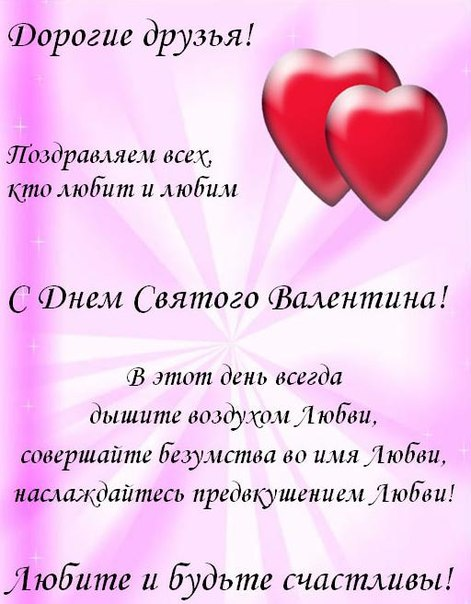 Дорогие друзья!
Поздравляем всех,
кто любит и любим
С Днем Святого Валентина!
В этот день всегда
дышите воздухом Любви,
совершайте безумства во имя Любви,
наслаждайтесь предвкушением Любви!
Любите и будьте счастливы!